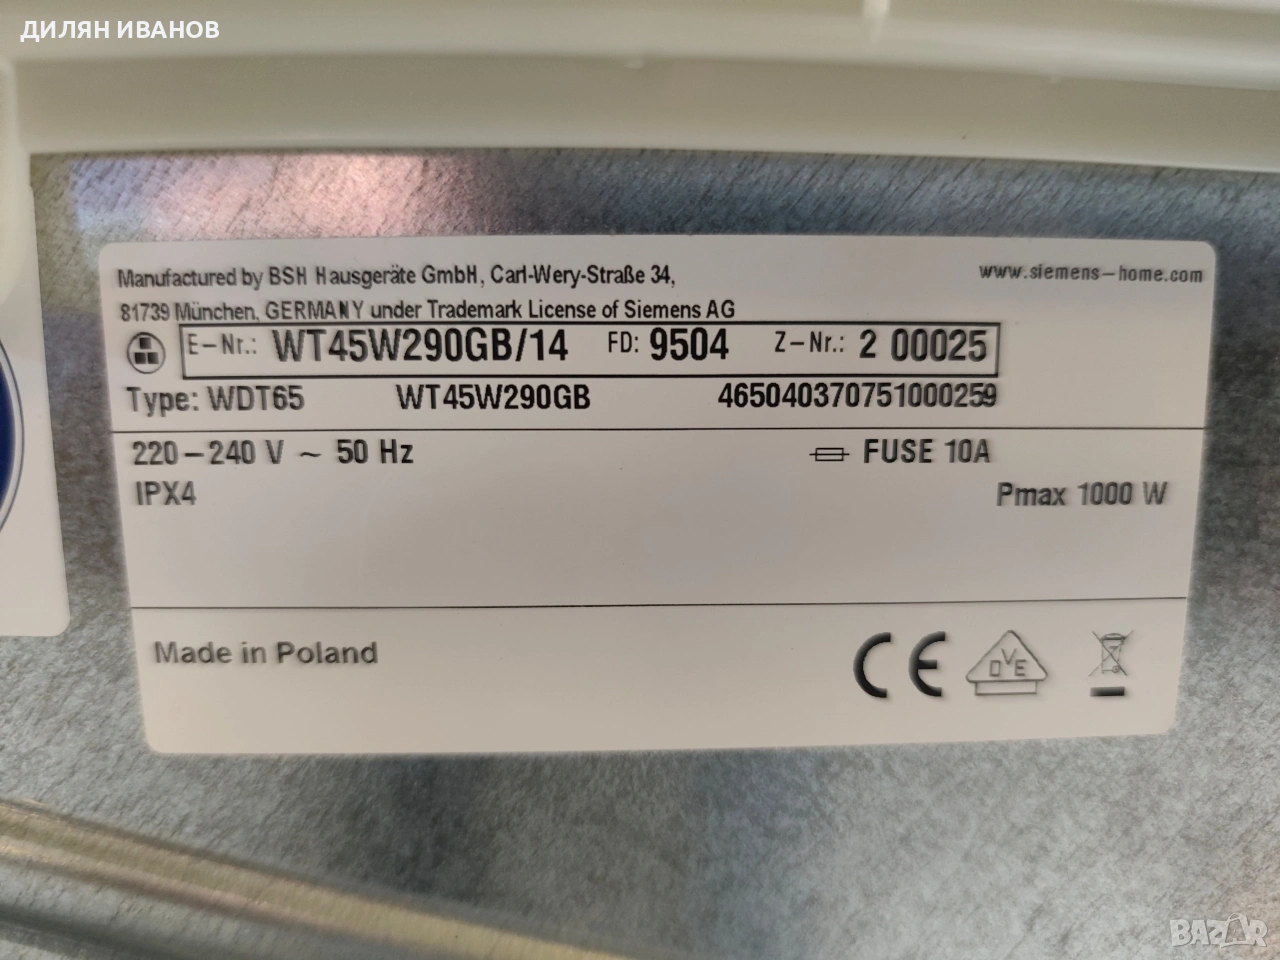 ДИЛЯН ИВАНОВ
Manufactured by BSH Hausgeräte GmbH, Carl-Wery-Straße 34,
81739 München, GERMANY under Trademark License of Siemens AG
www.siemens-home.com
E-Nr.: WT45W290GB/14 FD: 9504 Z-Nr.: 2 00025
Type: WDT65 WT45W290GB 465040370751000259
220-240 V ~ 50 Hz FUSE 10A
IPX4 Pmax 1000 W
Made in Poland CE DVE
BAZAR